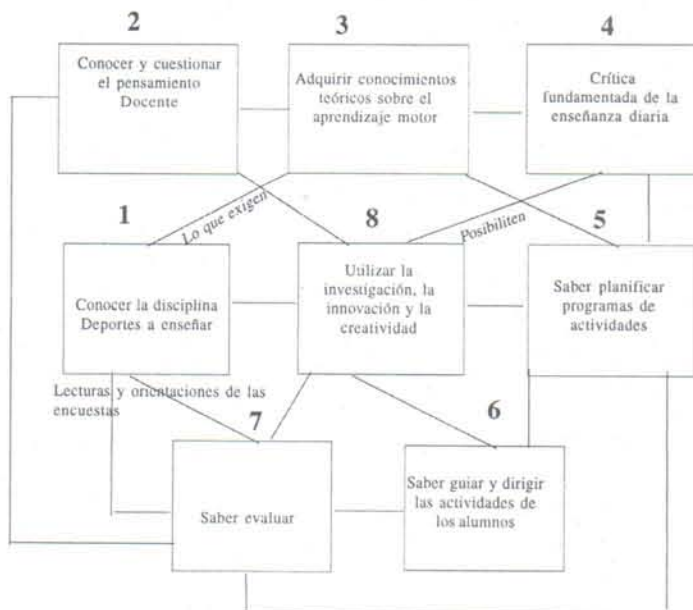 2
3
4
Conocer y cuestionar
el pensamiento
Docente
Adquirir conocimientos
teóricos sobre el
aprendizaje motor
Crítica
fundamentada de la
enseñanza diaria
Lo que exigen
Posibiliten
1
8
5
Conocer la disciplina
Deportes a enseñar
Utilizar la
investigación, la
innovación y la
creatividad
Saber planificar
programas de
actividades
Lecturas y orientaciones de las
encuestas
7
6
Saber evaluar
Saber guiar y dirigir
las actividades de
los alumnos